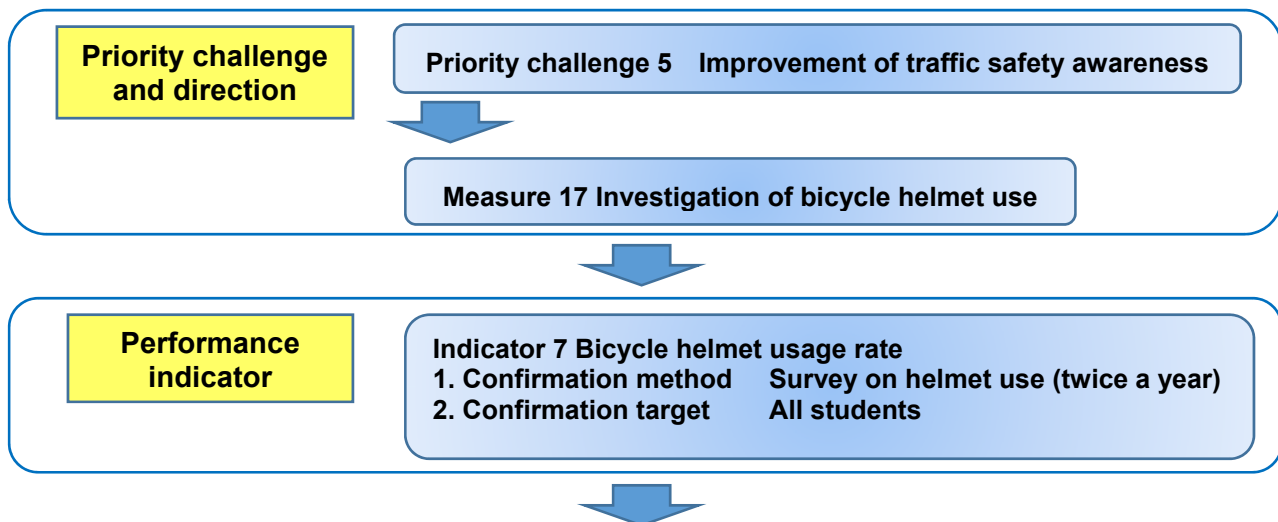 Priority challenge
and direction
Priority challenge 5 Improvement of traffic safety awareness
Measure 17 Investigation of bicycle helmet use
Performance
indicator
Indicator 7 Bicycle helmet usage rate
1. Confirmation method Survey on helmet use (twice a year)
2. Confirmation target All students